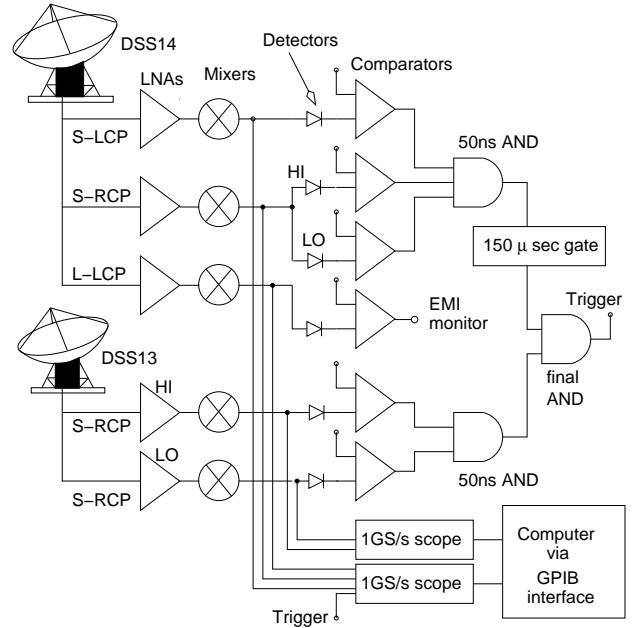 DSS14
Detectors
LNAs
Mixers
Comparators
S–LCP
50ns AND
HI
S–RCP
LO
150 μ sec gate
L–LCP
EMI
monitor
Trigger
DSS13
HI
final
AND
S–RCP
LO
50ns AND
S–RCP
1GS/s scope
Computer
via
GPIB
interface
1GS/s scope
Trigger